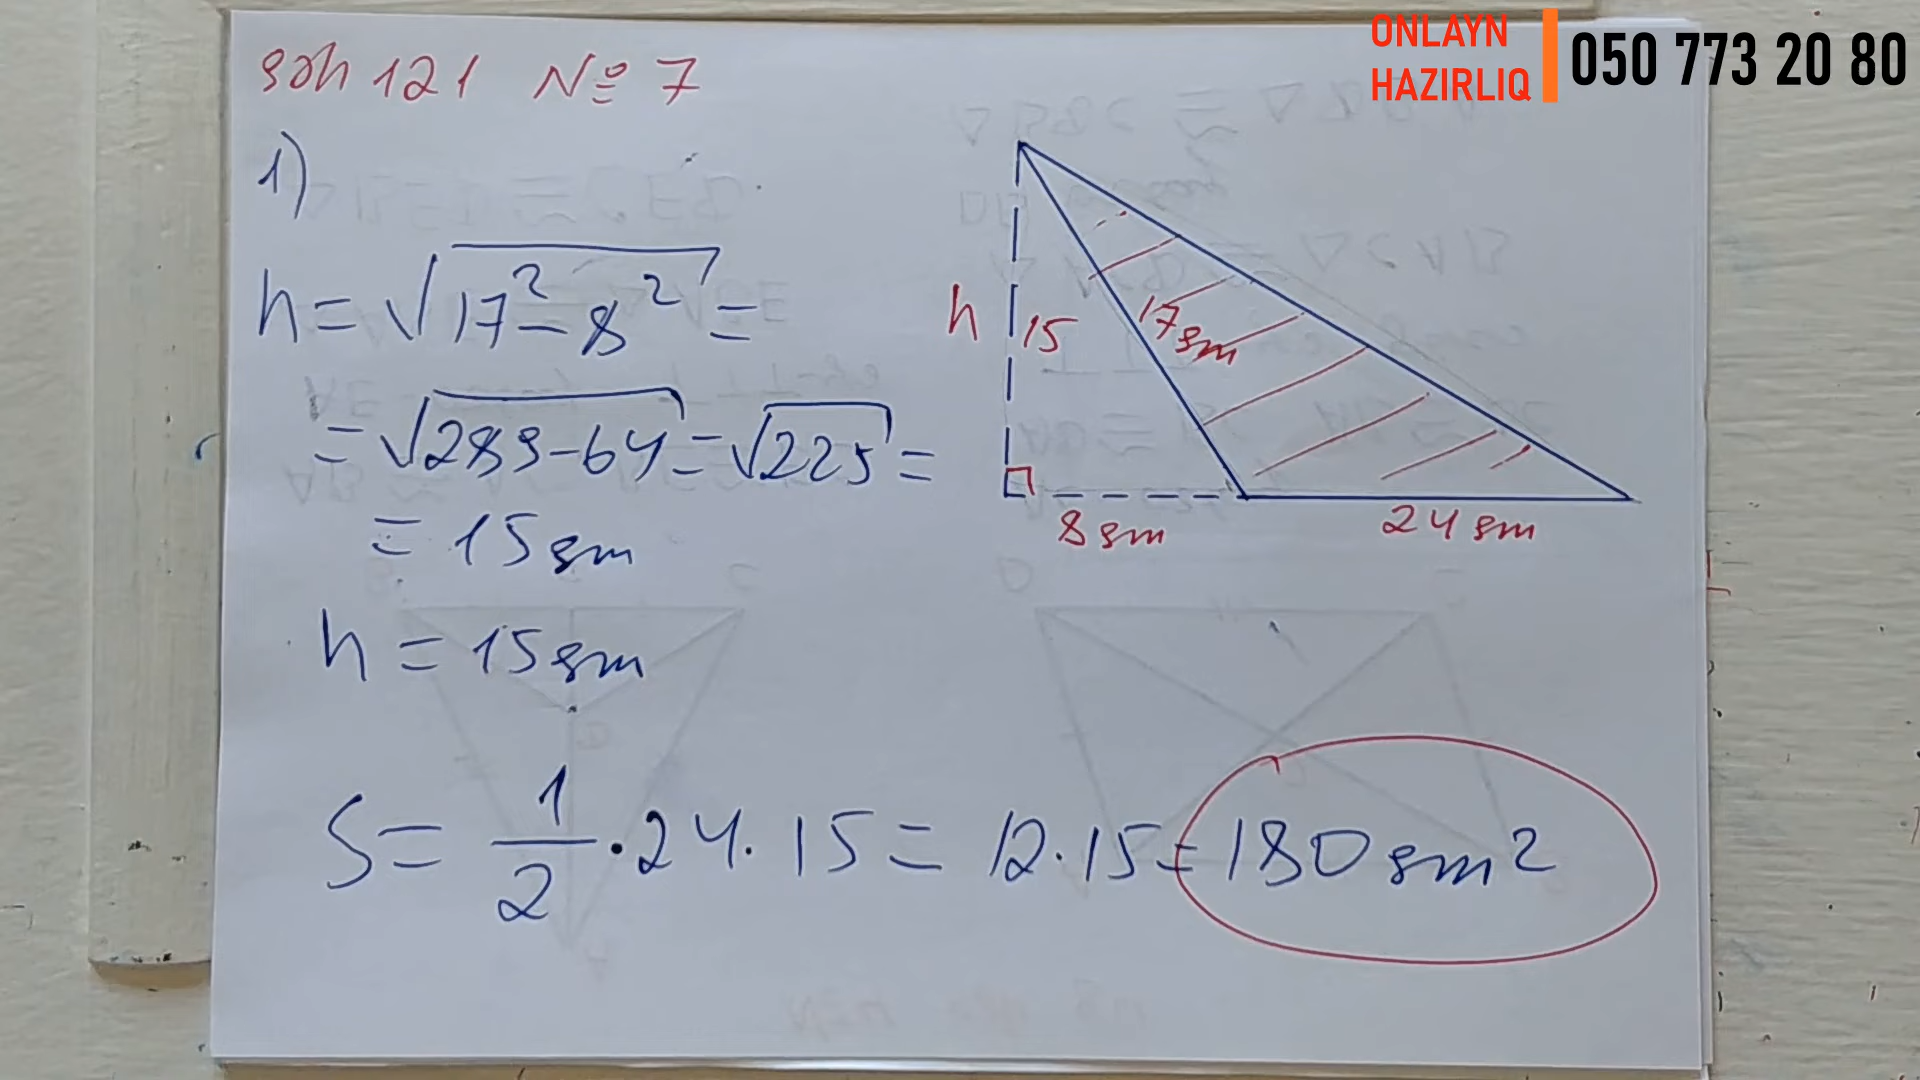 ONLAYN
HAZIRLIQ
050 773 20 80
səh 121 № 7
1)
h = √17² - 8² =
= √289 - 64 = √225 =
= 15 sm
h = 15 sm
h
15
17 sm
8 sm
24 sm
S = 1/2 · 24 · 15 = 12 · 15 = 180 sm²